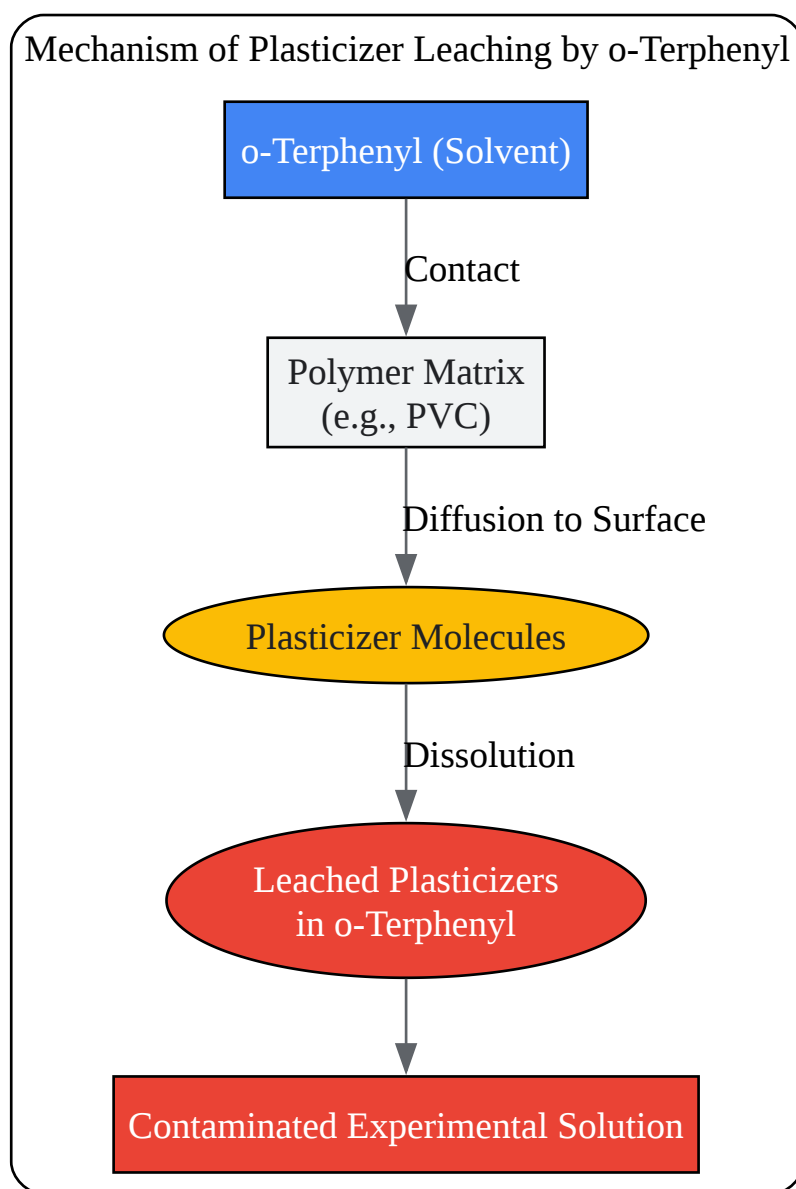 Mechanism of Plasticizer Leaching by o-Terphenyl
o-Terphenyl (Solvent)
Contact
Polymer Matrix
(e.g., PVC)
Diffusion to Surface
Plasticizer Molecules
Dissolution
Leached Plasticizers
in o-Terphenyl
Contaminated Experimental Solution